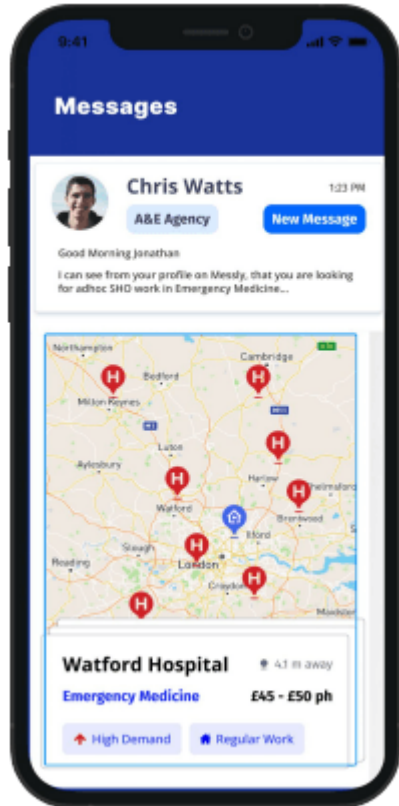 9:41
Messages
Chris Watts
1:23 PM
A&E Agency
New Message
Good Morning Jonathan
I can see from your profile on Messly, that you are looking
for adhoc SHO work in Emergency Medicine...
Northampton
Cambridge
H
H
Bedford
Milton Keynes
H
Luton
Aylesbury
H
Harlow
H
Chelmsford
Watford
Brentwood
Ilford
Slough
H
Reading
London
H
Croydon
H
Maidstone
Watford Hospital
4.1 m away
Emergency Medicine
£45 - £50 ph
High Demand
Regular Work